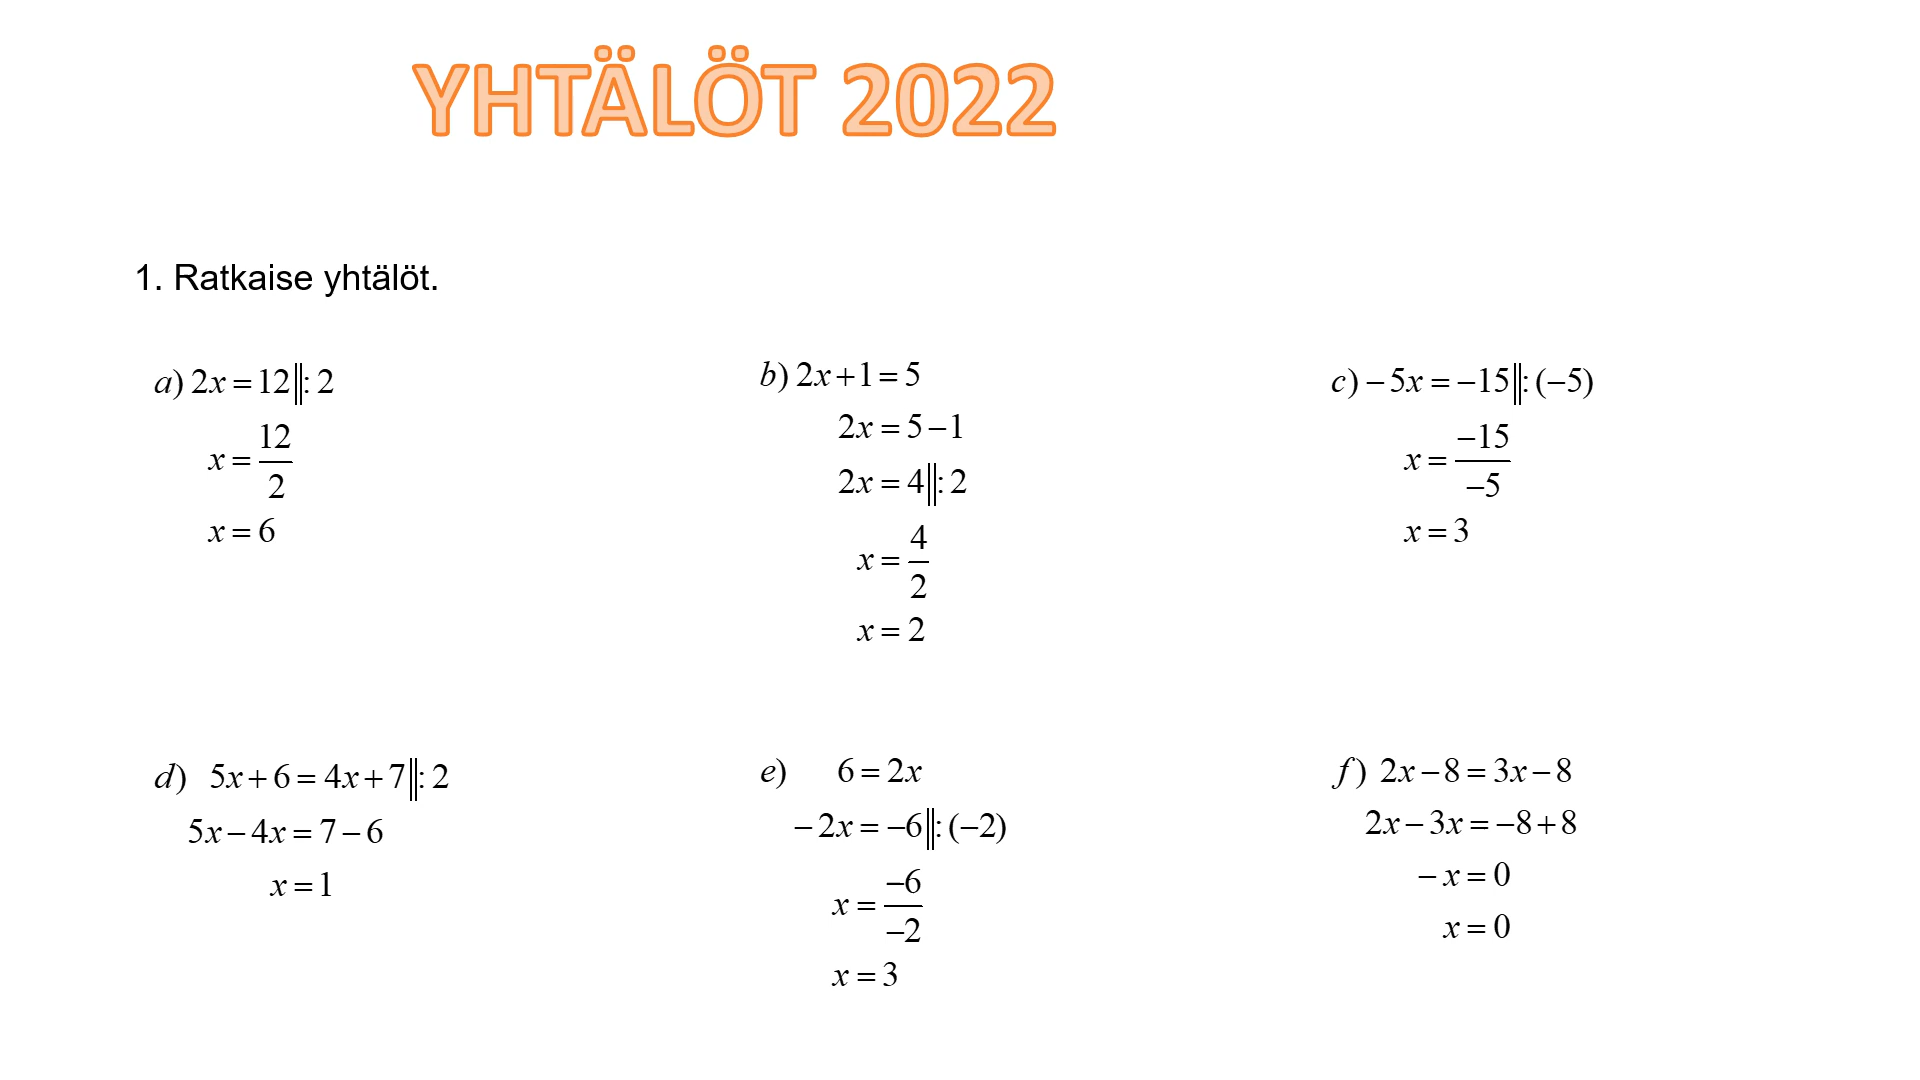 YHTÄLÖT 2022
1. Ratkaise yhtälöt.
a) 2x = 12‖: 2
x = 12/2
x = 6
b) 2x + 1 = 5
2x = 5 − 1
2x = 4‖: 2
x = 4/2
x = 2
c) − 5x = −15‖: (−5)
x = −15/−5
x = 3
d) 5x + 6 = 4x + 7‖: 2
5x − 4x = 7 − 6
x = 1
e) 6 = 2x
− 2x = −6‖: (−2)
x = −6/−2
x = 3
f) 2x − 8 = 3x − 8
2x − 3x = −8 + 8
− x = 0
x = 0